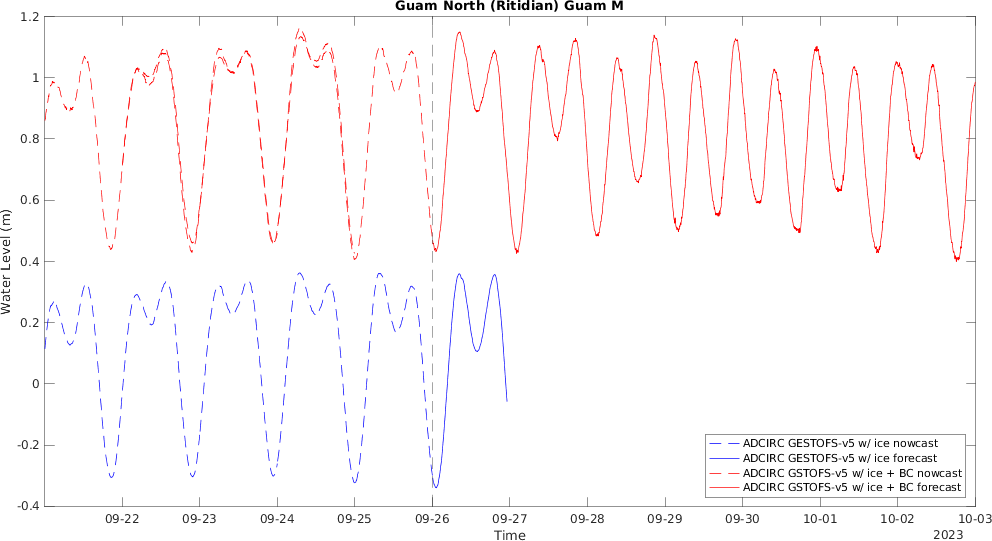 Guam North (Ritidian) Guam M
1.2
1
0.8
0.6
0.4
0.2
0
-0.2
-0.4
Water Level (m)
09-22 09-23 09-24 09-25 09-26 09-27 09-28 09-29 09-30 10-01 10-02 10-03
Time
2023
ADCIRC GESTOFS-v5 w/ ice nowcast
ADCIRC GESTOFS-v5 w/ ice forecast
ADCIRC GSTOFS-v5 w/ ice + BC nowcast
ADCIRC GSTOFS-v5 w/ ice + BC forecast